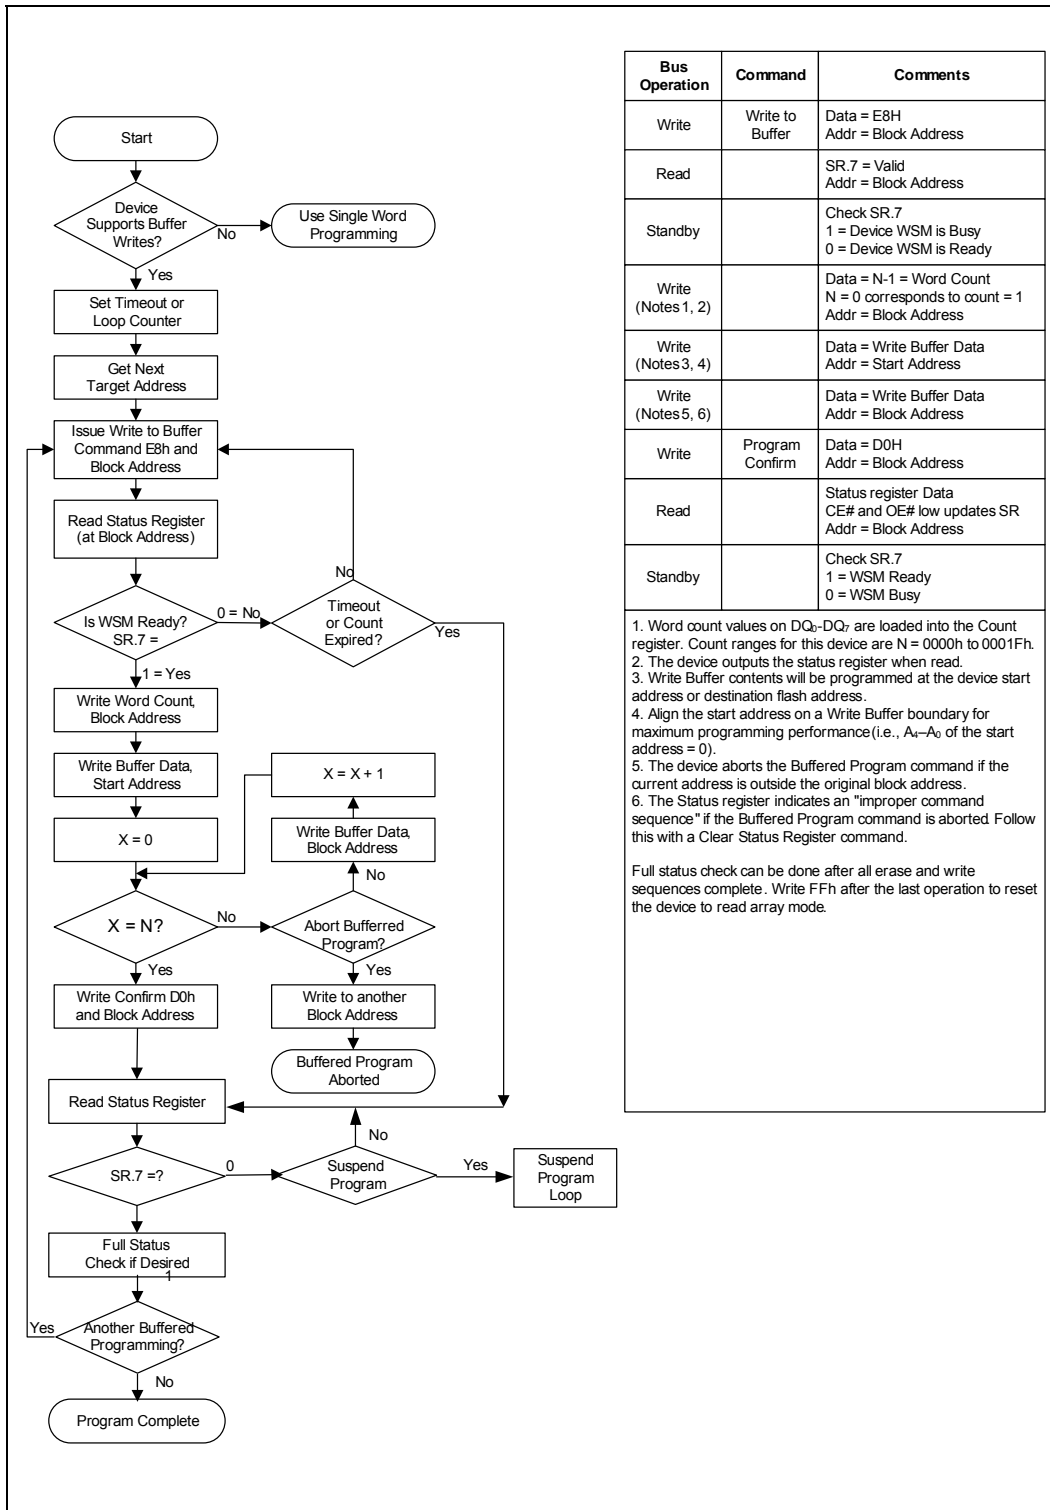 Start
Device
Supports Buffer
Writes?
No
Use Single Word
Programming
Yes
Set Timeout or
Loop Counter
Get Next
Target Address
Issue Write to Buffer
Command E8h and
Block Address
Read Status Register
(at Block Address)
No
Is WSM Ready?
SR.7 =
0 = No
Timeout
or Count
Expired?
Yes
1 = Yes
Write Word Count,
Block Address
Write Buffer Data,
Start Address
X = X + 1
X = 0
Write Buffer Data,
Block Address
No
X = N?
No
Abort Bufferred
Program?
Yes
Yes
Write Confirm D0h
and Block Address
Write to another
Block Address
Buffered Program
Aborted
Read Status Register
No
SR.7 =?
0
Suspend
Program
Yes
Suspend
Program
Loop
Full Status
Check if Desired
1
Yes
Another Buffered
Programming?
No
Program Complete
Bus
Operation
Command
Comments
Write
Write to
Buffer
Data = E8H
Addr = Block Address
Read
SR.7 = Valid
Addr = Block Address
Standby
Check SR.7
1 = Device WSM is Busy
0 = Device WSM is Ready
Write
(Notes 1, 2)
Data = N-1 = Word Count
N = 0 corresponds to count = 1
Addr = Block Address
Write
(Notes 3, 4)
Data = Write Buffer Data
Addr = Start Address
Write
(Notes 5, 6)
Data = Write Buffer Data
Addr = Block Address
Write
Program
Confirm
Data = D0H
Addr = Block Address
Read
Status register Data
CE# and OE# low updates SR
Addr = Block Address
Standby
Check SR.7
1 = WSM Ready
0 = WSM Busy
1. Word count values on DQ0-DQ7 are loaded into the Count
register. Count ranges for this device are N = 0000h to 0001Fh.
2. The device outputs the status register when read.
3. Write Buffer contents will be programmed at the device start
address or destination flash address.
4. Align the start address on a Write Buffer boundary for
maximum programming performance (i.e., A4–A0 of the start
address = 0).
5. The device aborts the Buffered Program command if the
current address is outside the original block address.
6. The Status register indicates an "improper command
sequence" if the Buffered Program command is aborted. Follow
this with a Clear Status Register command.
Full status check can be done after all erase and write
sequences complete. Write FFh after the last operation to reset
the device to read array mode.